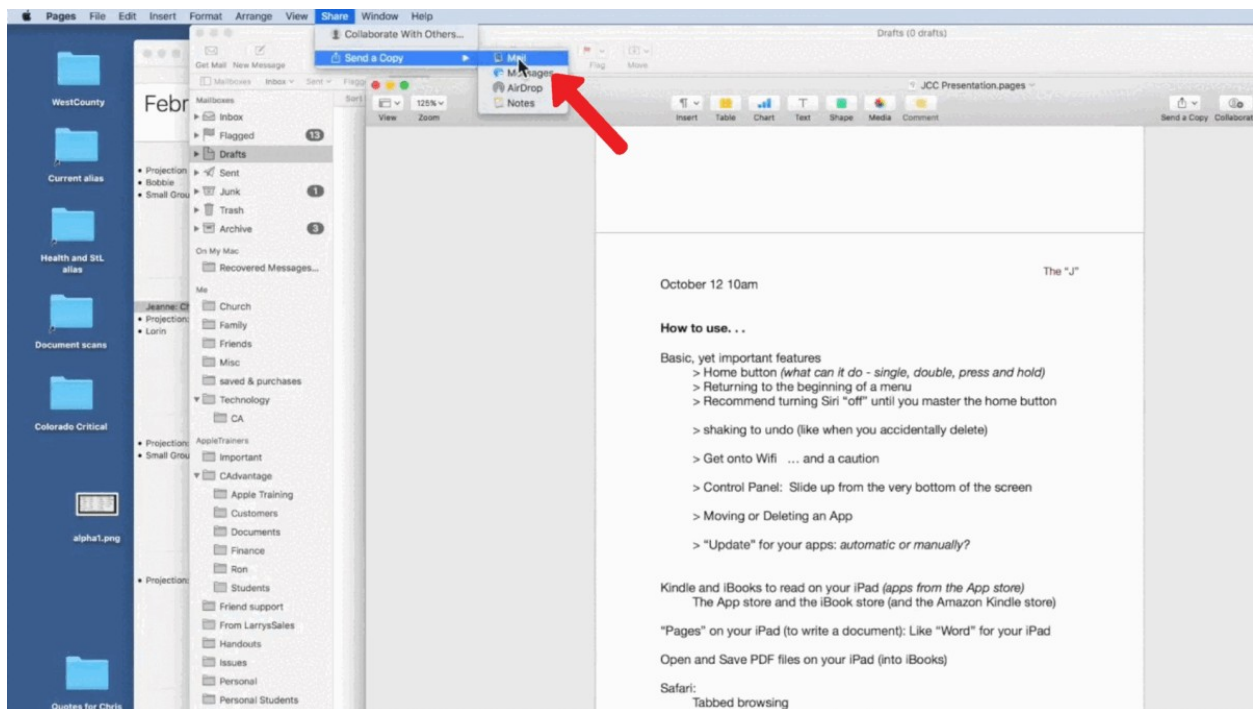 Pages File Edit Insert Format Arrange View Share Window Help
Collaborate With Others...
Send a Copy
Mail
Messages
AirDrop
Notes
Drafts (0 drafts)
Get Mail New Message
Flag Move
Mailboxes Inbox Sent
Sort
WestCounty
Current alias
Health and StL
alias
Document scans
Colorado Critical
alpha1.png
Quotes for Chris
Febr
• Projection
• Bobbie
• Small Grou
Jeanne: Ch
• Projection:
• Lorin
• Projection:
• Small Grou
• Projection:
Mailboxes
Inbox
Flagged 13
Drafts
Sent
Junk 1
Trash
Archive 3
On My Mac
Recovered Messages...
Me
Church
Family
Friends
Misc
saved & purchases
Technology
CA
AppleTrainers
Important
CAdvantage
Apple Training
Customers
Documents
Finance
Ron
Students
Friend support
From LarrysSales
Handouts
Issues
Personal
Personal Students
JCC Presentation.pages
125%
View Zoom
Insert Table Chart Text Shape Media Comment
Send a Copy Collaborat
The "J"
October 12 10am
How to use. . .
Basic, yet important features
> Home button (what can it do - single, double, press and hold)
> Returning to the beginning of a menu
> Recommend turning Siri "off" until you master the home button
> shaking to undo (like when you accidentally delete)
> Get onto Wifi ... and a caution
> Control Panel: Slide up from the very bottom of the screen
> Moving or Deleting an App
> "Update" for your apps: automatic or manually?
Kindle and iBooks to read on your iPad (apps from the App store)
The App store and the iBook store (and the Amazon Kindle store)
"Pages" on your iPad (to write a document): Like "Word" for your iPad
Open and Save PDF files on your iPad (into iBooks)
Safari:
Tabbed browsing